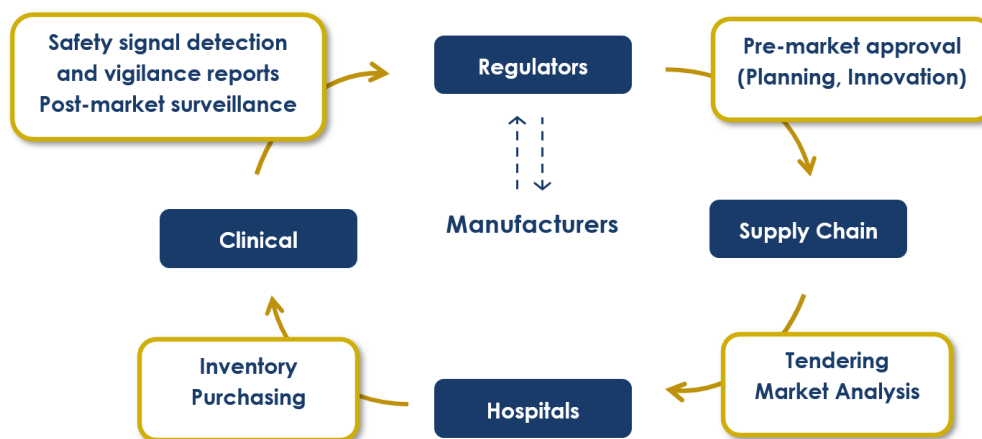 Safety signal detection
and vigilance reports
Post-market surveillance
Regulators
Pre-market approval
(Planning, Innovation)
Manufacturers
Clinical
Supply Chain
Inventory
Purchasing
Hospitals
Tendering
Market Analysis